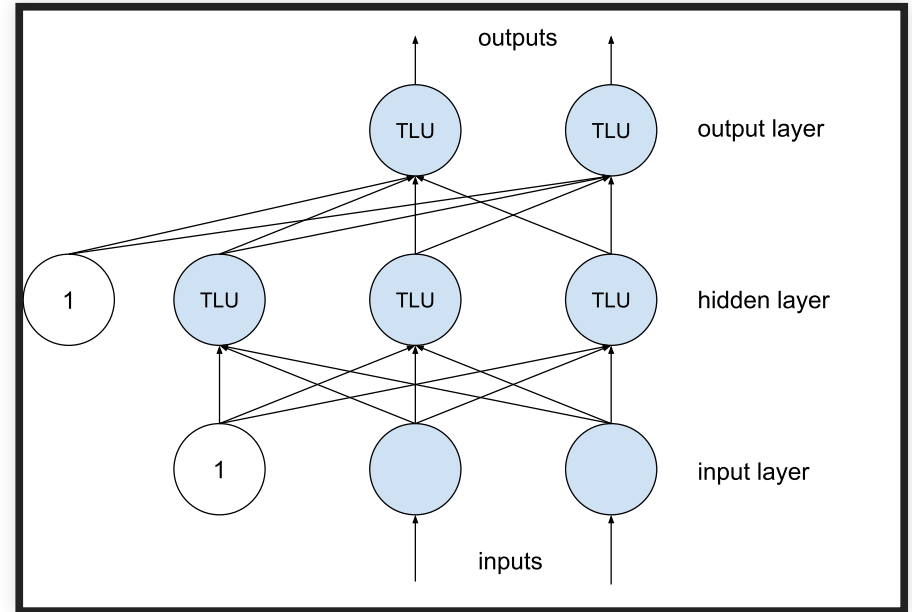 outputs
TLU TLU output layer
1 TLU TLU TLU hidden layer
1 input layer
inputs